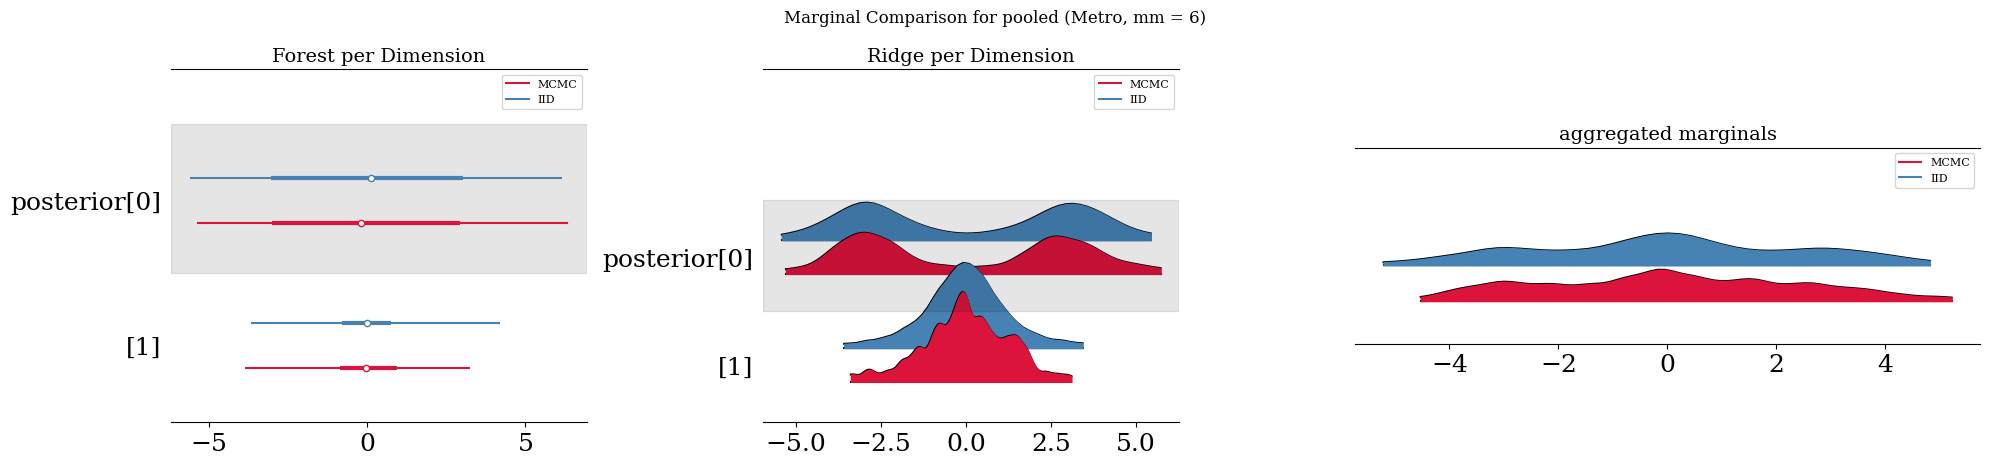 Marginal Comparison for pooled (Metro, mm = 6)
Forest per Dimension
MCMC
IID
posterior[0]
[1]
−5 0 5
Ridge per Dimension
MCMC
IID
posterior[0]
[1]
−5.0 −2.5 0.0 2.5 5.0
aggregated marginals
MCMC
IID
−4 −2 0 2 4